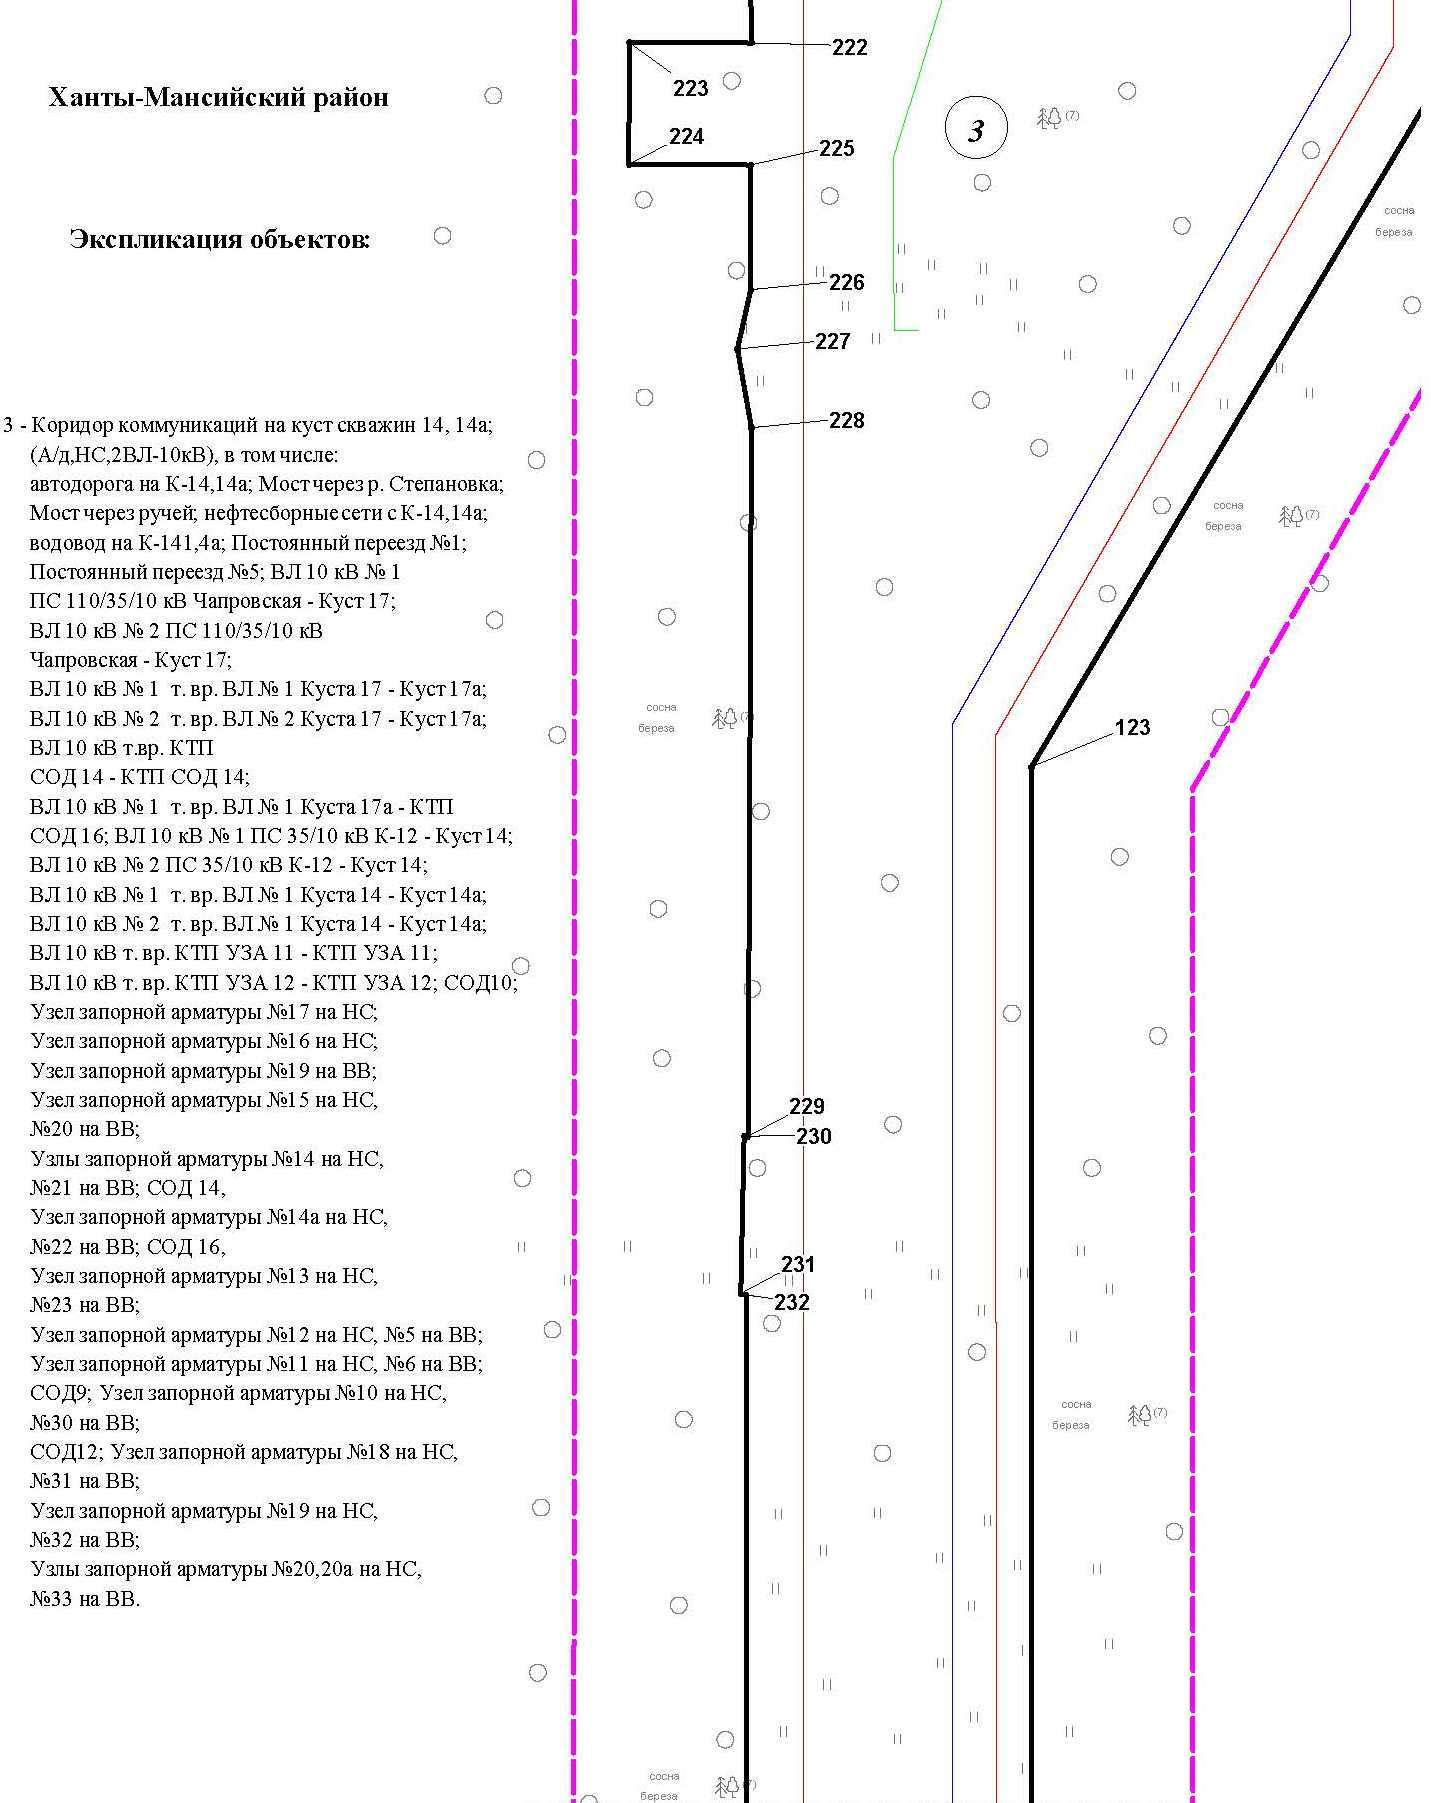 222
223
Ханты-Мансийский район
3
(7)
224
225
сосна
береза
Экспликация объектов:
226
227
228
3 - Коридор коммуникаций на куст скважин 14, 14а;
(А/д,НС,2ВЛ-10кВ), в том числе:
автодорога на К-14,14а; Мост через р. Степановка;
Мост через ручей; нефтесборные сети с К-14,14а;
водовод на К-141,4а; Постоянный переезд №1;
Постоянный переезд №5; ВЛ 10 кВ № 1
ПС 110/35/10 кВ Чапровская - Куст 17;
ВЛ 10 кВ № 2 ПС 110/35/10 кВ
Чапровская - Куст 17;
ВЛ 10 кВ № 1 т. вр. ВЛ № 1 Куста 17 - Куст 17а;
ВЛ 10 кВ № 2 т. вр. ВЛ № 2 Куста 17 - Куст 17а;
ВЛ 10 кВ т.вр. КТП
СОД 14 - КТП СОД 14;
ВЛ 10 кВ № 1 т. вр. ВЛ № 1 Куста 17а - КТП
СОД 16; ВЛ 10 кВ № 1 ПС 35/10 кВ К-12 - Куст 14;
ВЛ 10 кВ № 2 ПС 35/10 кВ К-12 - Куст 14;
ВЛ 10 кВ № 1 т. вр. ВЛ № 1 Куста 14 - Куст 14а;
ВЛ 10 кВ № 2 т. вр. ВЛ № 1 Куста 14 - Куст 14а;
ВЛ 10 кВ т. вр. КТП УЗА 11 - КТП УЗА 11;
ВЛ 10 кВ т. вр. КТП УЗА 12 - КТП УЗА 12; СОД10;
Узел запорной арматуры №17 на НС;
Узел запорной арматуры №16 на НС;
Узел запорной арматуры №19 на ВВ;
Узел запорной арматуры №15 на НС,
№20 на ВВ;
Узлы запорной арматуры №14 на НС,
№21 на ВВ; СОД 14,
Узел запорной арматуры №14а на НС,
№22 на ВВ; СОД 16,
Узел запорной арматуры №13 на НС,
№23 на ВВ;
Узел запорной арматуры №12 на НС, №5 на ВВ;
Узел запорной арматуры №11 на НС, №6 на ВВ;
СОД9; Узел запорной арматуры №10 на НС,
№30 на ВВ;
СОД12; Узел запорной арматуры №18 на НС,
№31 на ВВ;
Узел запорной арматуры №19 на НС,
№32 на ВВ;
Узлы запорной арматуры №20,20а на НС,
№33 на ВВ.
сосна
береза
(7)
сосна
береза
(7)
123
229
230
231
232
сосна
береза
(7)
сосна
береза
(7)